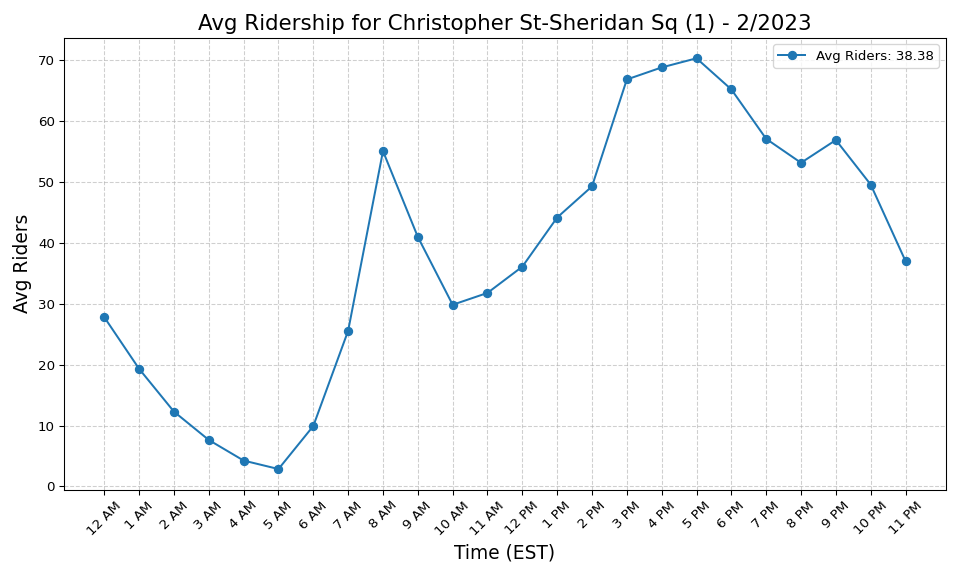 Avg Ridership for Christopher St-Sheridan Sq (1) - 2/2023
Avg Riders: 38.38
Avg Riders
70
60
50
40
30
20
10
0
12 AM
1 AM
2 AM
3 AM
4 AM
5 AM
6 AM
7 AM
8 AM
9 AM
10 AM
11 AM
12 PM
1 PM
2 PM
3 PM
4 PM
5 PM
6 PM
7 PM
8 PM
9 PM
10 PM
11 PM
Time (EST)